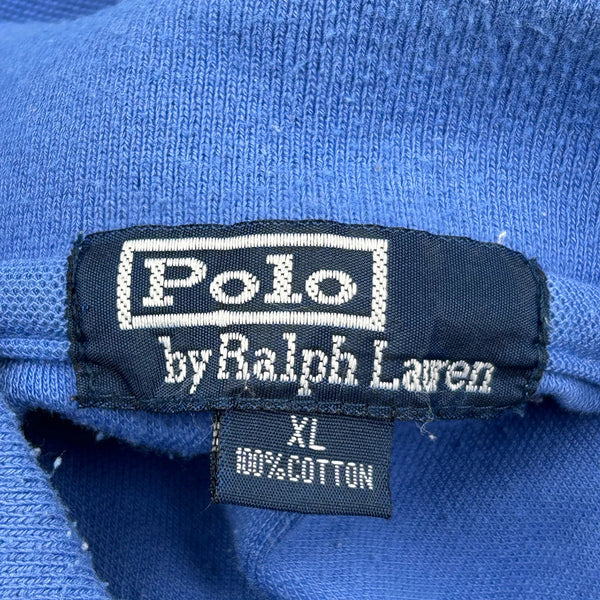 Polo
by Ralph Lauren
XL
100% COTTON